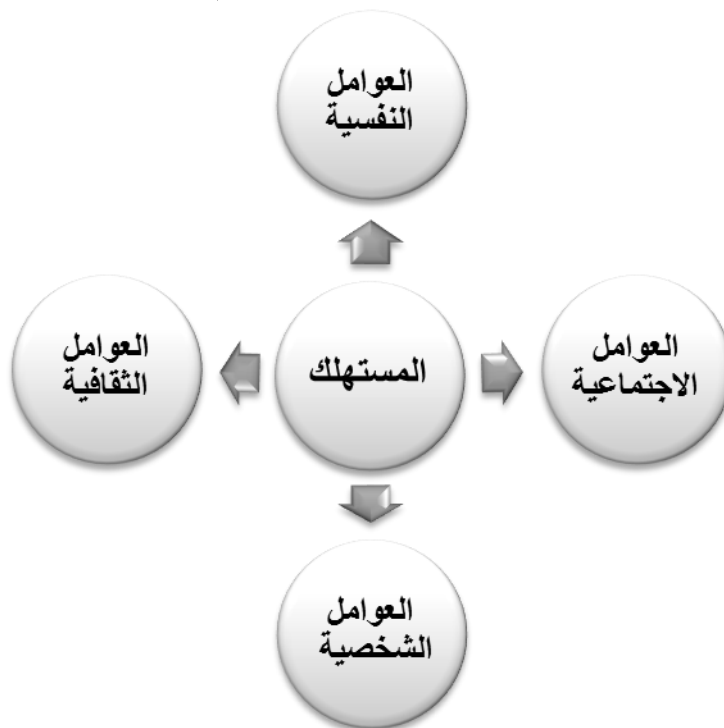 العوامل
النفسية
العوامل
الاجتماعية
المستهلك
العوامل
الثقافية
العوامل
الشخصية